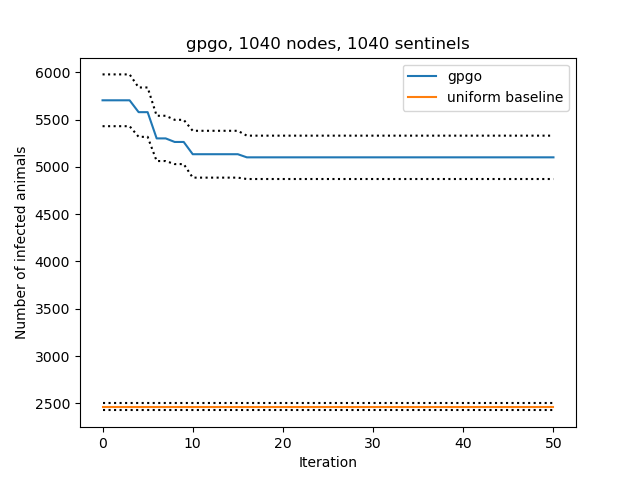 gpgo, 1040 nodes, 1040 sentinels
gpgo
uniform baseline
Number of infected animals
6000
5500
5000
4500
4000
3500
3000
2500
0 10 20 30 40 50
Iteration